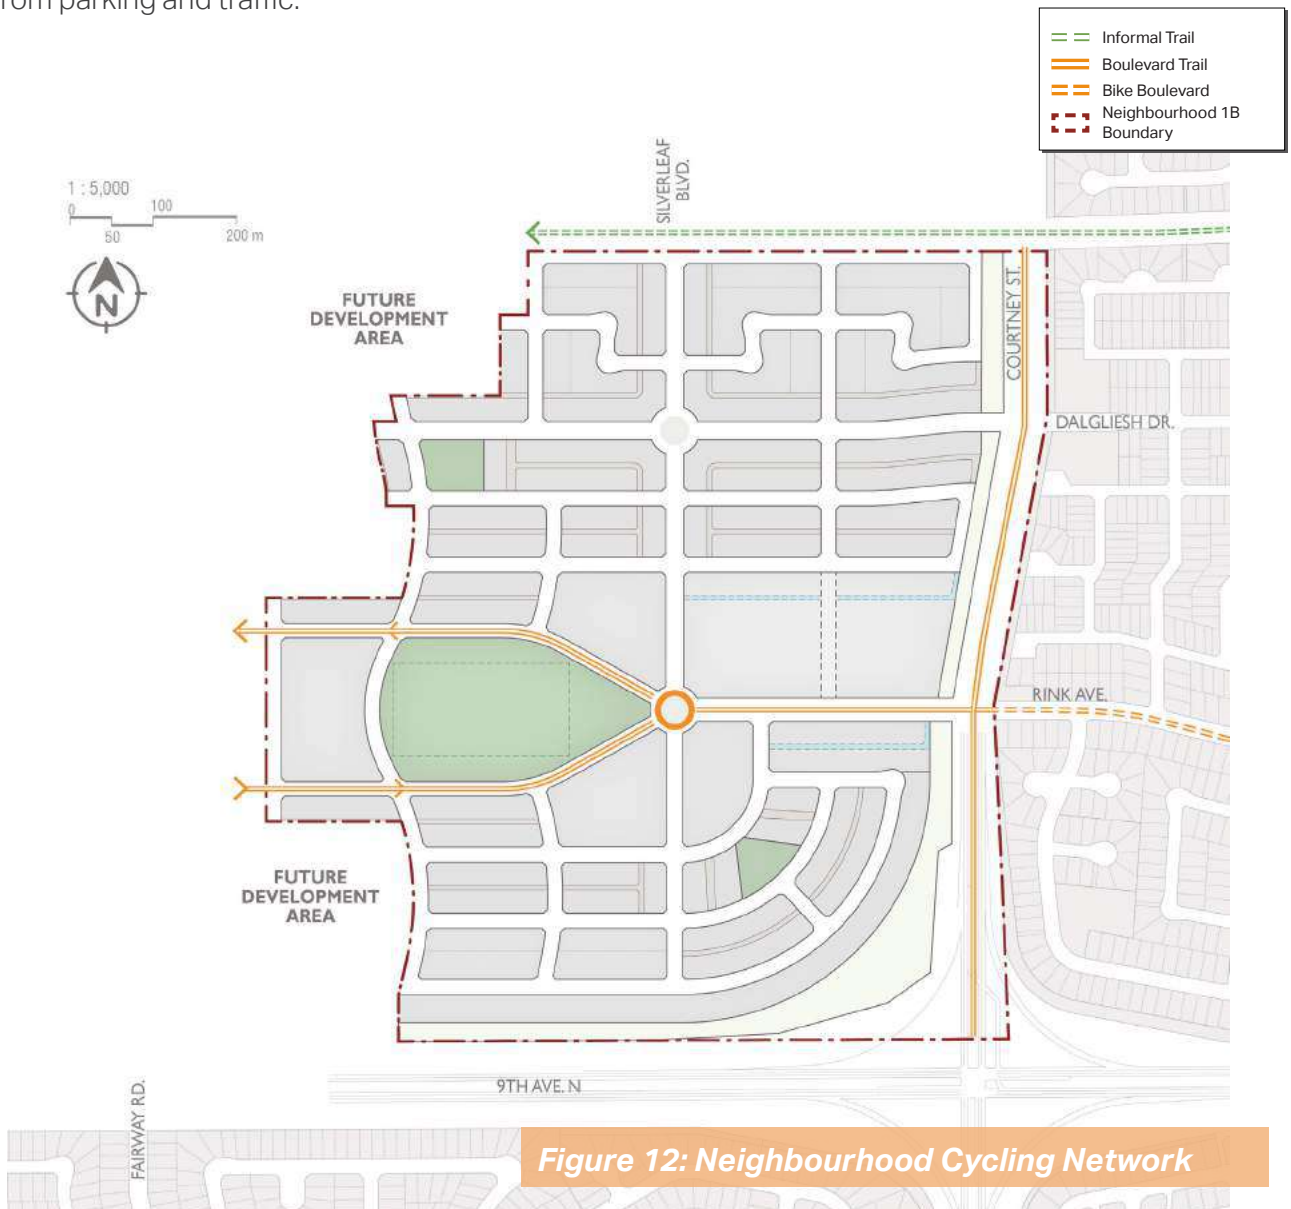 rom parking and traffic.
Informal Trail
Boulevard Trail
Bike Boulevard
Neighbourhood 1B
Boundary
SILVERLEAF
BLVD.
1 : 5,000
0
100
50
200 m
N
FUTURE
DEVELOPMENT
AREA
COURTNEY ST.
DALGLIESH DR.
RINK AVE.
FUTURE
DEVELOPMENT
AREA
9TH AVE. N
FAIRWAY RD.
Figure 12: Neighbourhood Cycling Network